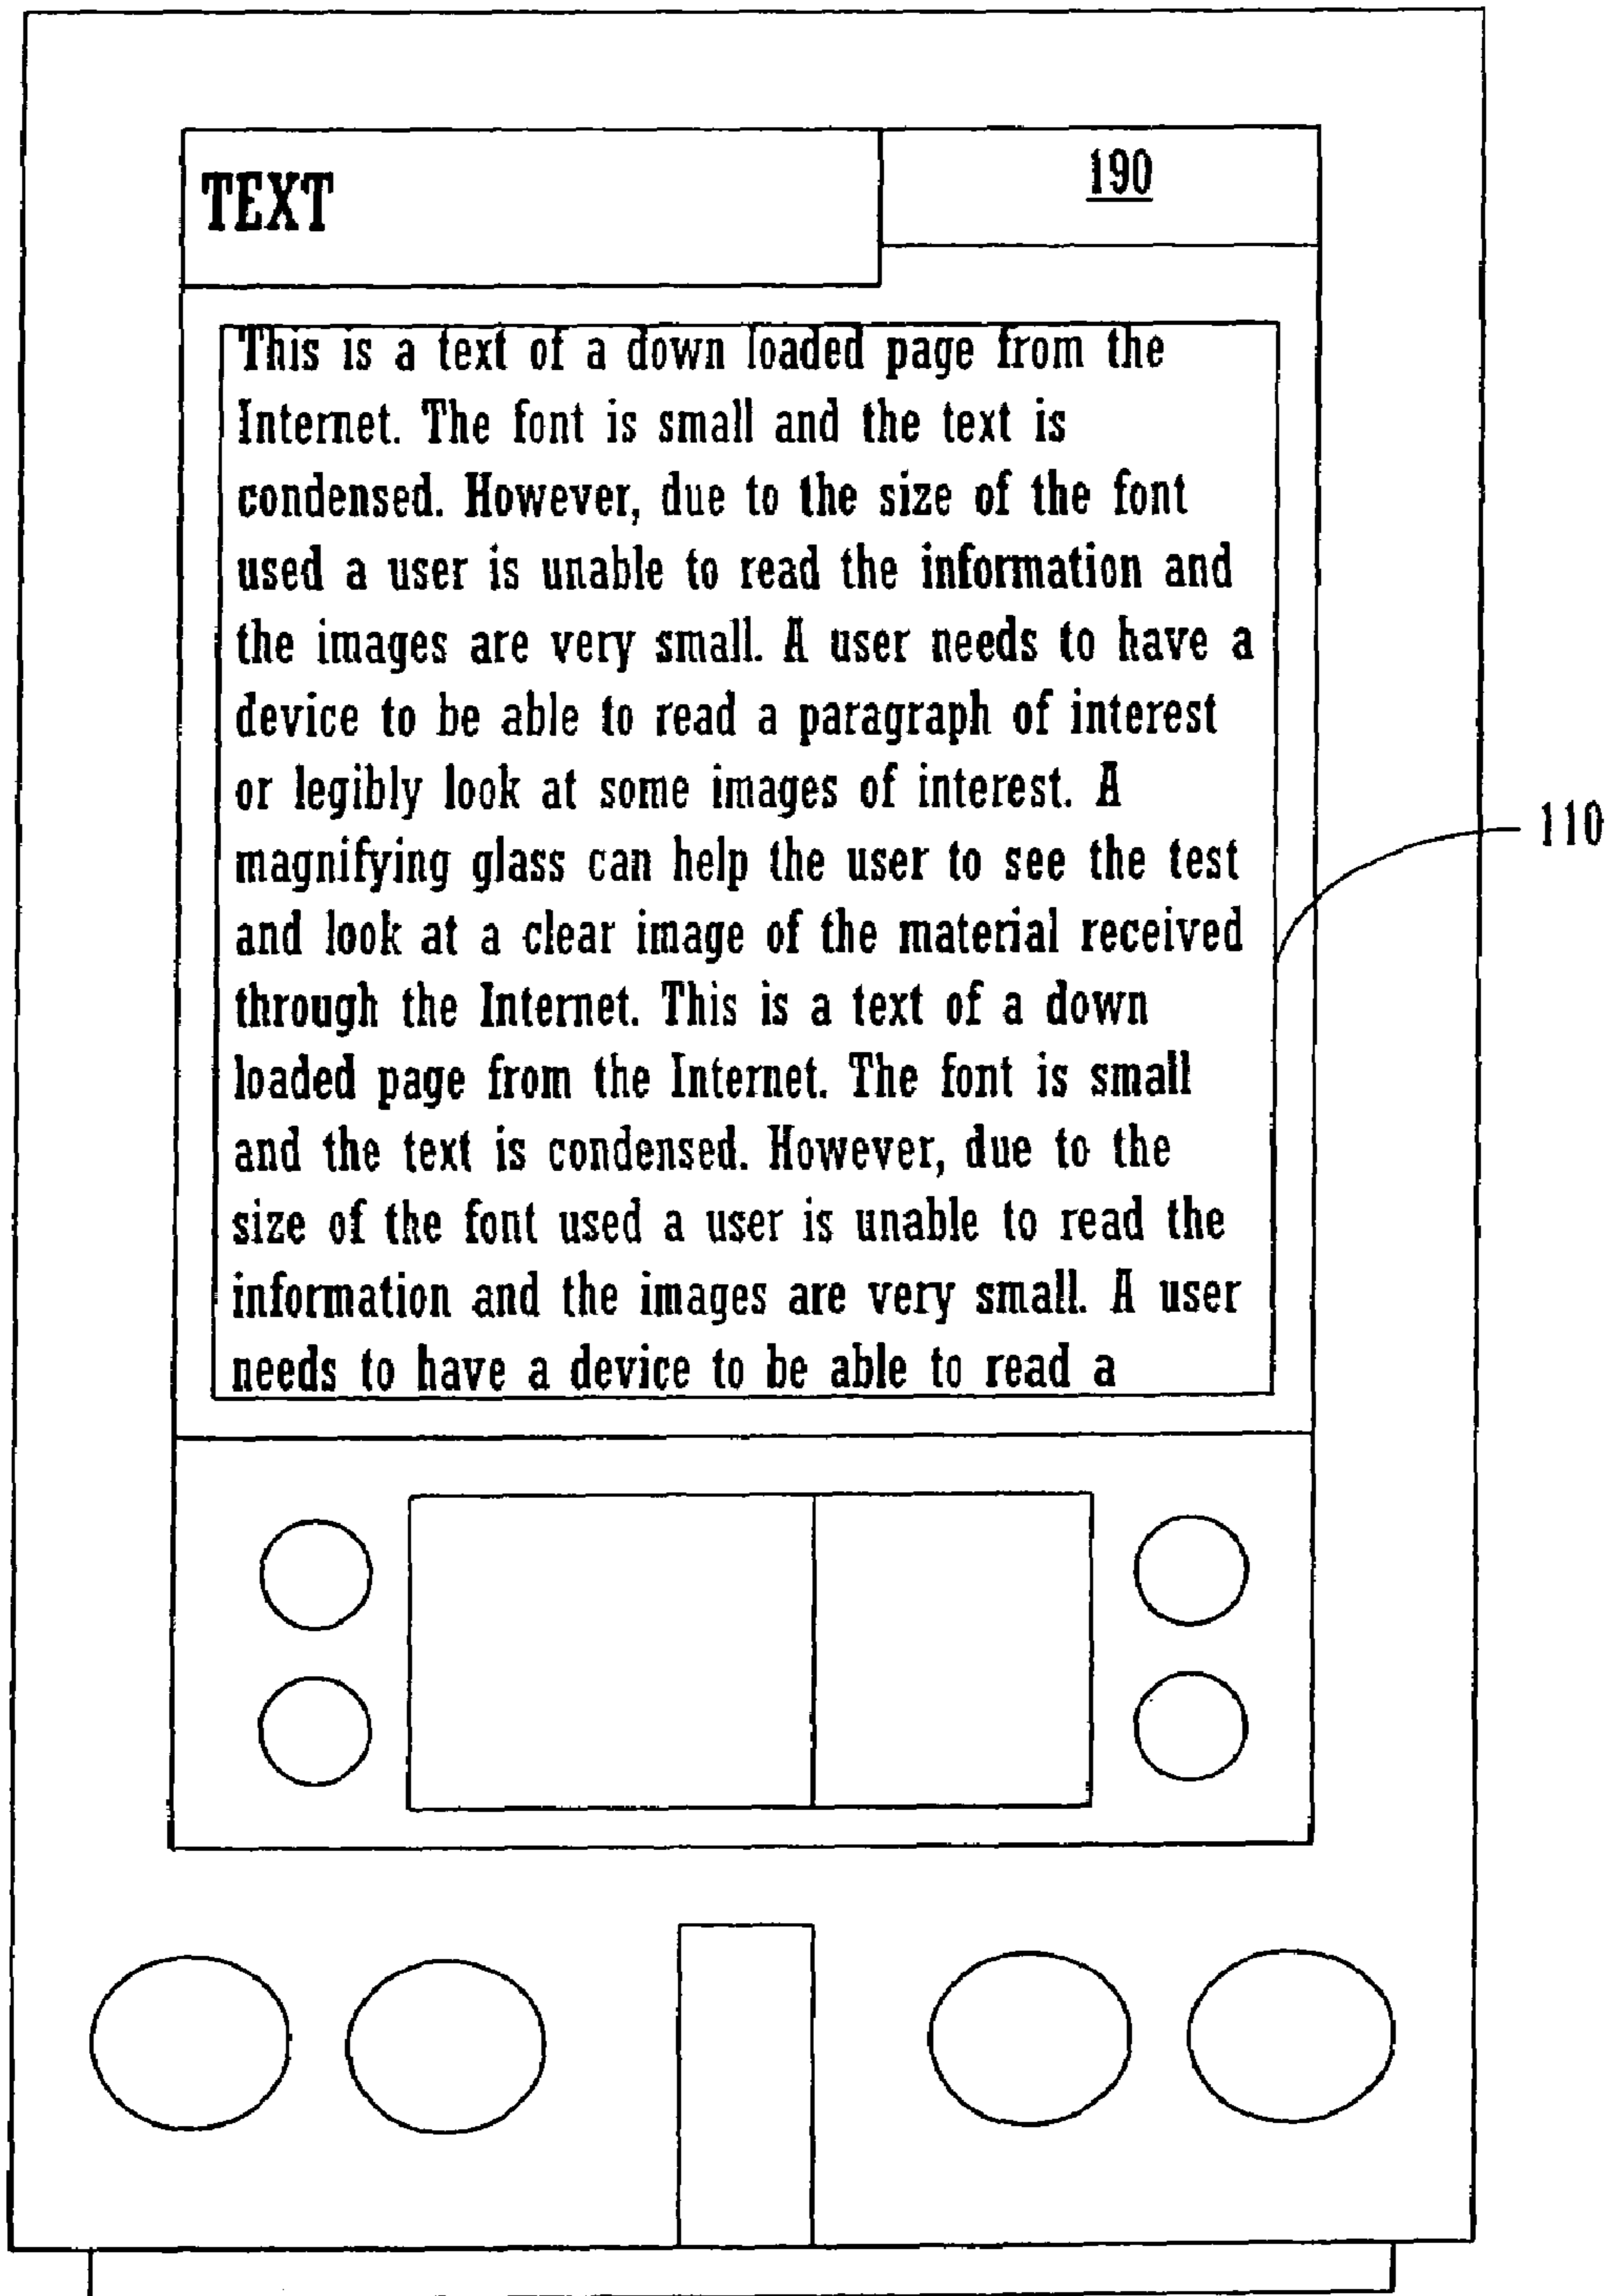 TEXT
190
This is a text of a down loaded page from the
Internet. The font is small and the text is
condensed. However, due to the size of the font
used a user is unable to read the information and
the images are very small. A user needs to have a
device to be able to read a paragraph of interest
or legibly look at some images of interest. A
magnifying glass can help the user to see the test
and look at a clear image of the material received
through the Internet. This is a text of a down
loaded page from the Internet. The font is small
and the text is condensed. However, due to the
size of the font used a user is unable to read the
information and the images are very small. A user
needs to have a device to be able to read a
110